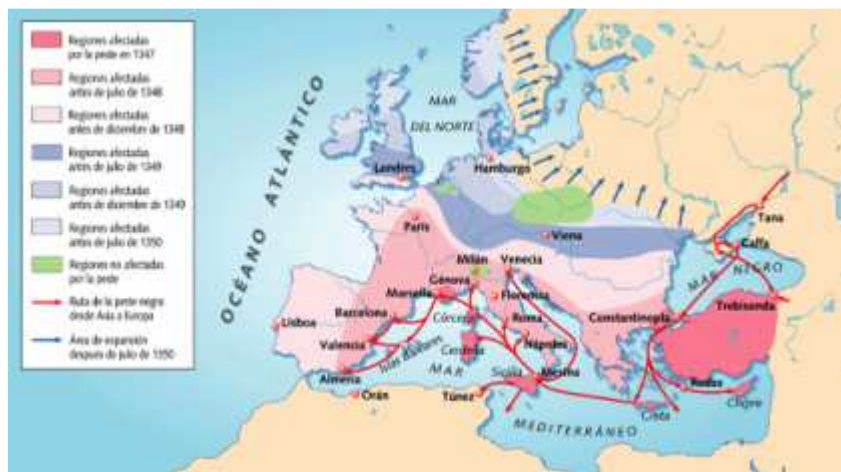 Regiones afectadas
por la peste en 1347
Regiones afectadas
antes de julio de 1348
Regiones afectadas
antes de diciembre de 1348
Regiones afectadas
antes de julio de 1349
Regiones afectadas
antes de diciembre de 1349
Regiones afectadas
antes de julio de 1350
Regiones no afectadas
por la peste
Ruta de la peste negra
desde Asia a Europa
Área de expansión
después de julio de 1350
OCÉANO ATLÁNTICO
MAR
DEL NORTE
Londres
Hamburgo
París
Viena
Tana
Caffa
MAR NEGRO
Milán
Venecia
Génova
Marsella
Florencia
Trebisonda
Barcelona
Córcega
Roma
Constantinopla
Lisboa
Valencia
Islas Baleares
Cerdeña
Nápoles
Almería
MAR
Sicilia
Mesina
Rodas
Orán
Túnez
Creta
Chipre
MEDITERRÁNEO